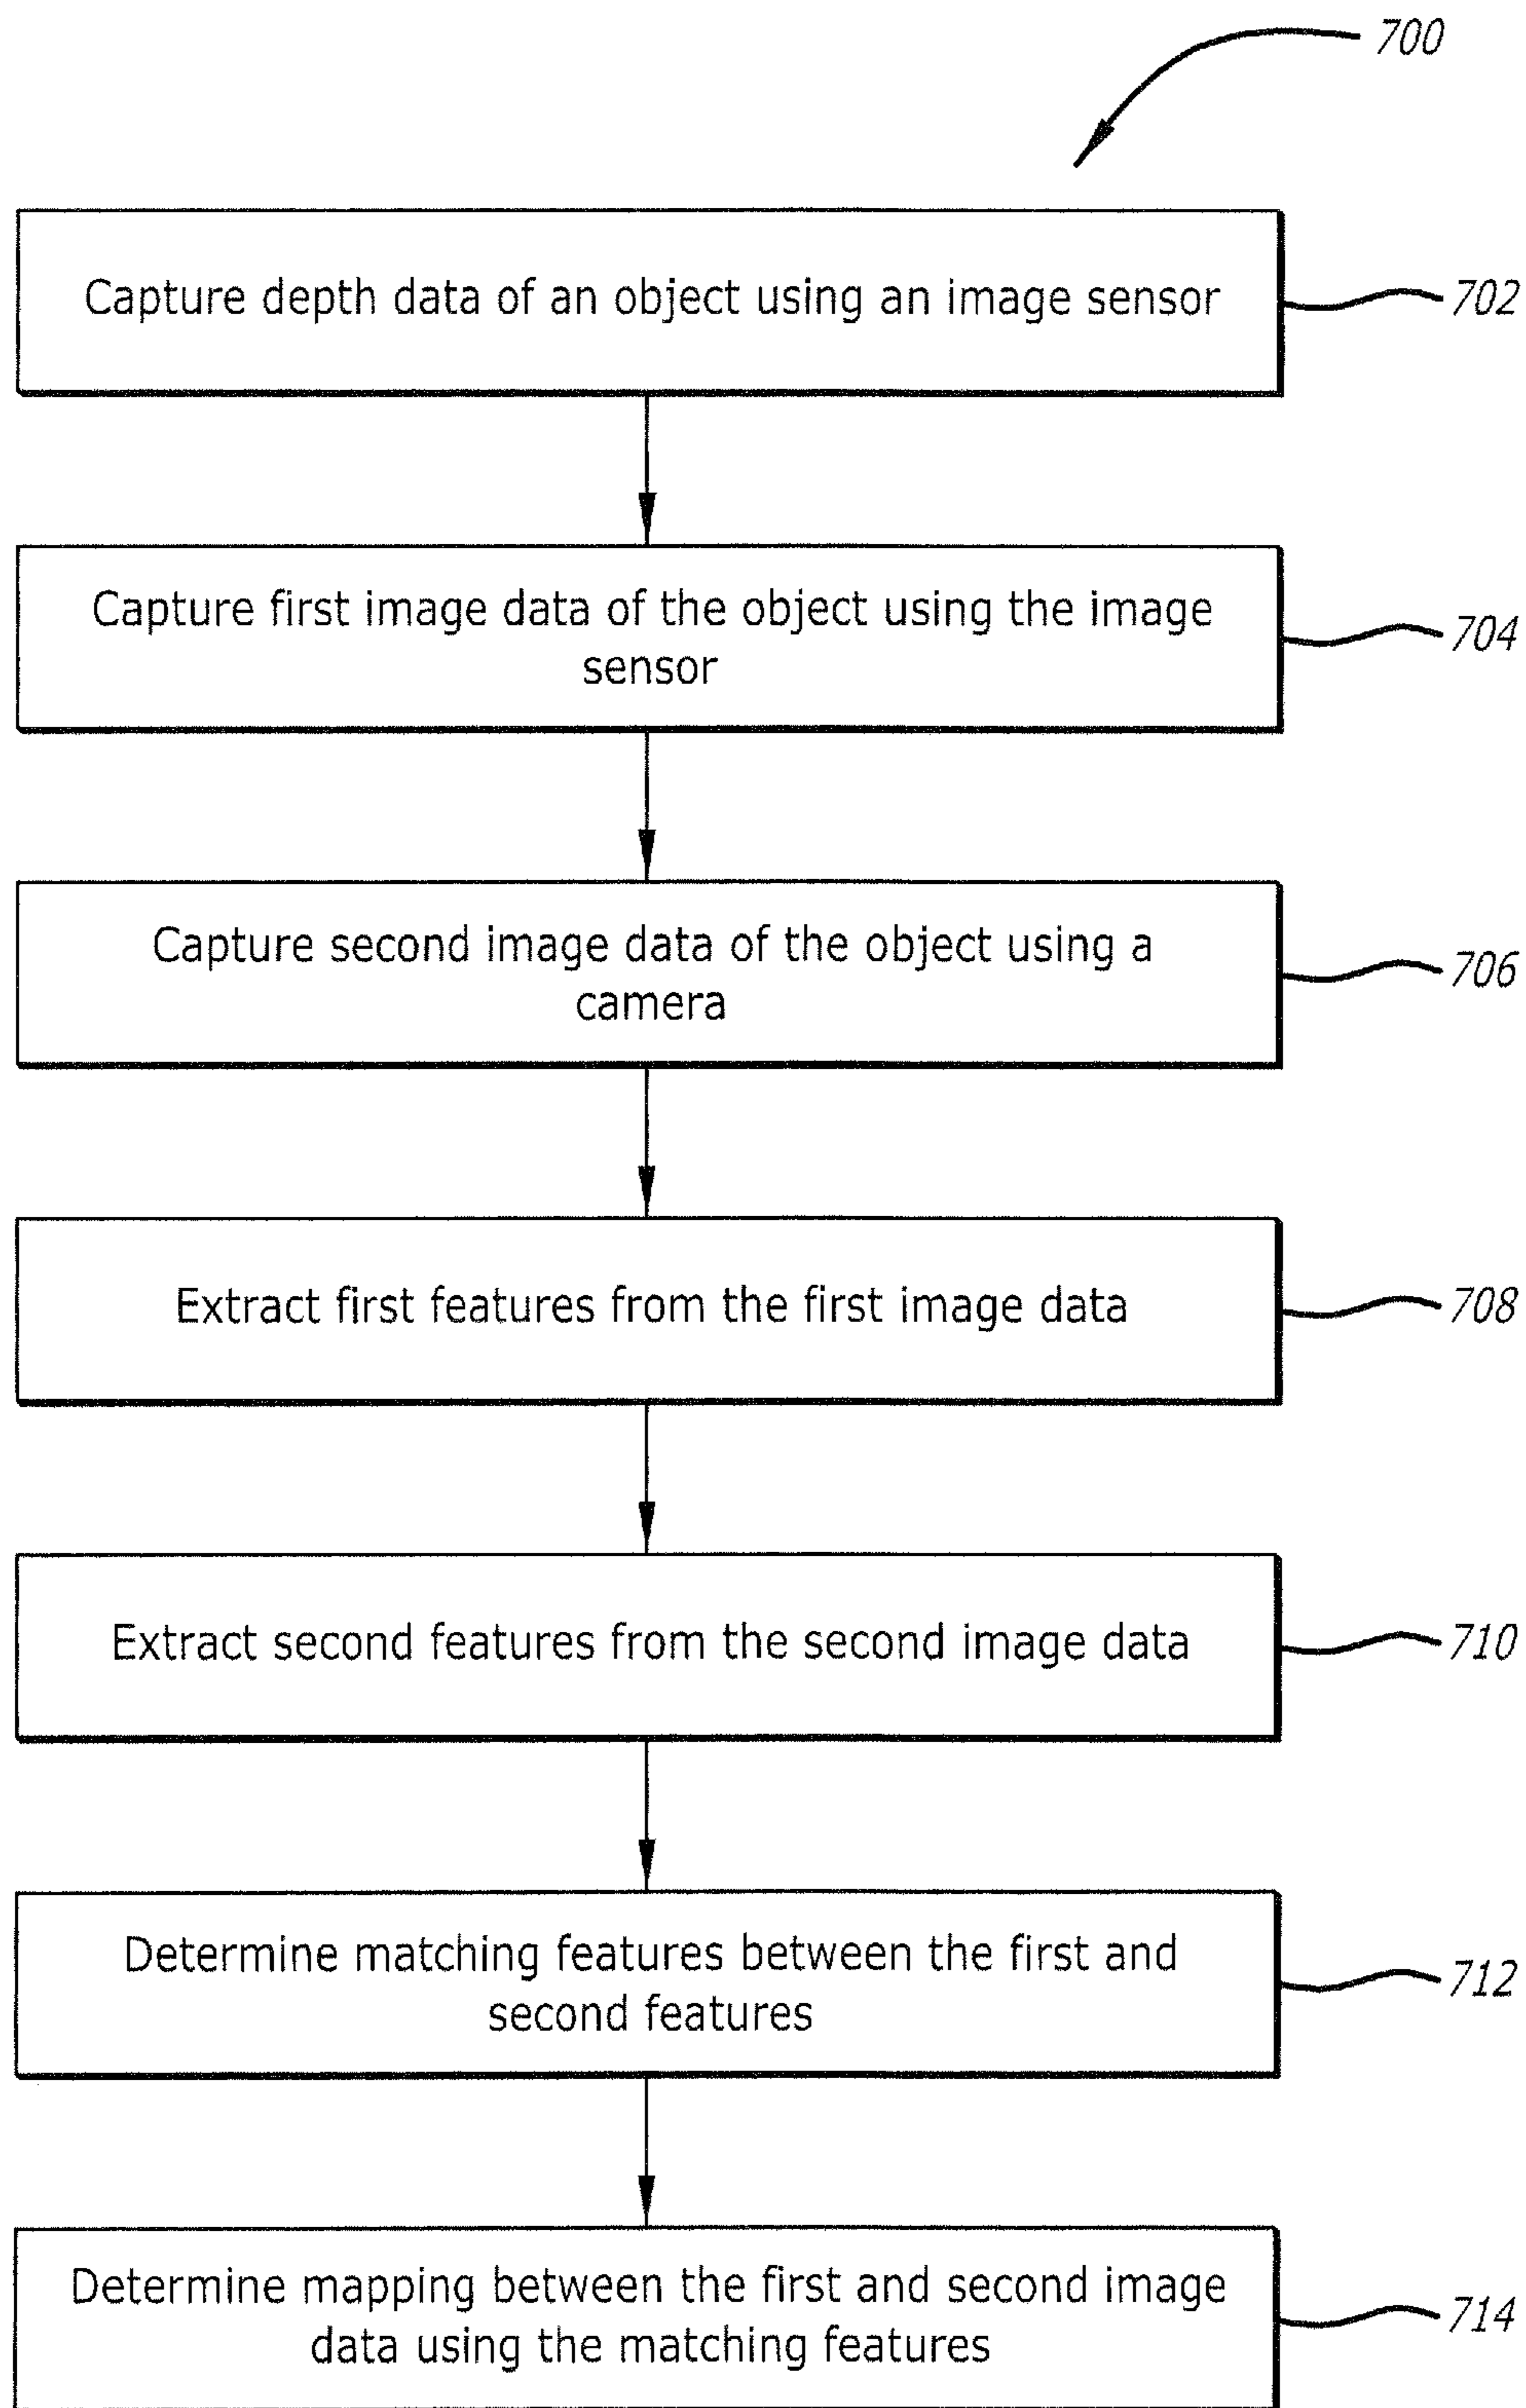 700
Capture depth data of an object using an image sensor
702
Capture first image data of the object using the image
sensor
704
Capture second image data of the object using a
camera
706
Extract first features from the first image data
708
Extract second features from the second image data
710
Determine matching features between the first and
second features
712
Determine mapping between the first and second image
data using the matching features
714